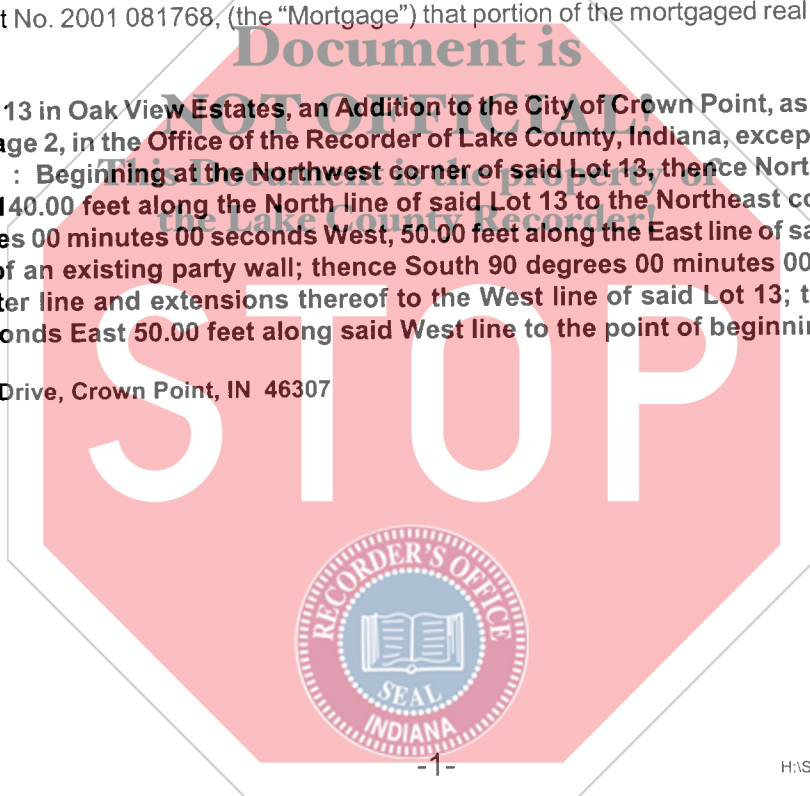 t No. 2001 081768, (the “Mortgage”) that portion of the mortgaged real
Document is
NOT OFFICIAL!
13 in Oak View Estates, an Addition to the City of Crown Point, as
age 2, in the Office of the Recorder of Lake County, Indiana, excep
This Document is the property of
: Beginning at the Northwest corner of said Lot 13, thence Nort
140.00 feet along the North line of said Lot 13 to the Northeast co
the Lake County Recorder!
es 00 minutes 00 seconds West, 50.00 feet along the East line of sa
of an existing party wall; thence South 90 degrees 00 minutes 00
ter line and extensions thereof to the West line of said Lot 13; t
onds East 50.00 feet along said West line to the point of beginnin
Drive, Crown Point, IN 46307
STOP
RECORDER'S OFFICE
SEAL
INDIANA
-1-
H:\S